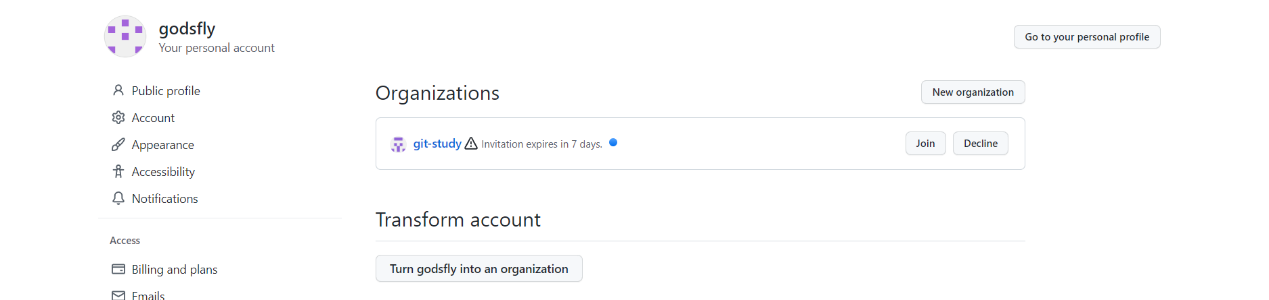 godsfly
Your personal account
Go to your personal profile
Public profile
Account
Appearance
Accessibility
Notifications
Access
Billing and plans
Emails
Organizations
New organization
git-study Invitation expires in 7 days. Join Decline
Transform account
Turn godsfly into an organization